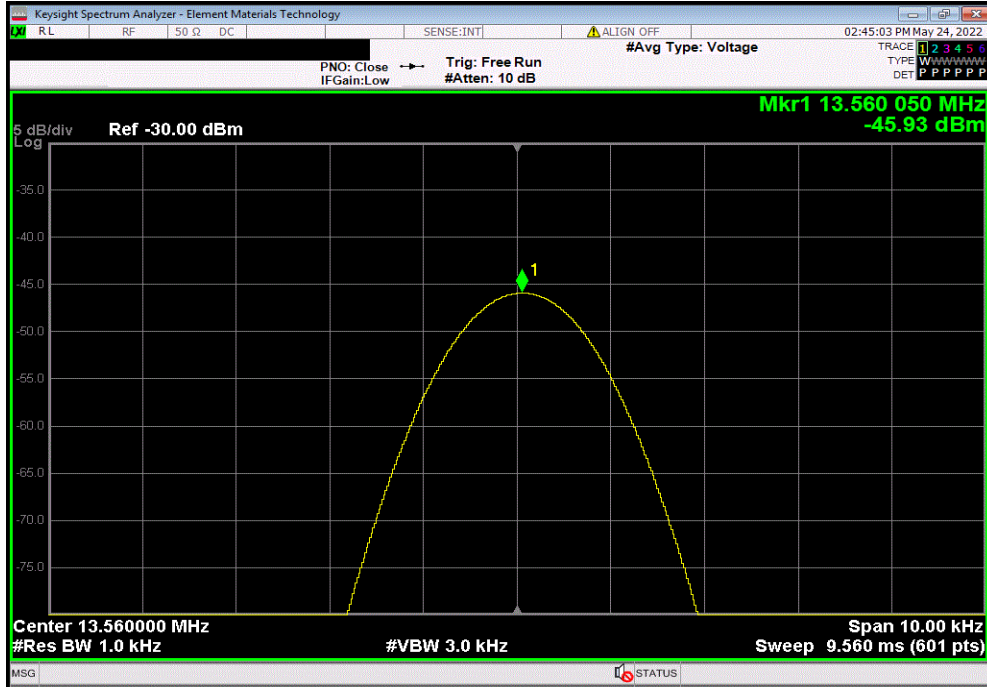 Keysight Spectrum Analyzer - Element Materials Technology
LXI RL RF 50 Ω DC SENSE:INT ALIGN OFF 02:45:03 PM May 24, 2022
#Avg Type: Voltage TRACE 1 2 3 4 5 6
PNO: Close Trig: Free Run TYPE WWWWWW
IFGain:Low #Atten: 10 dB DET P P P P P P
Mkr1 13.560 050 MHz
5 dB/div Ref -30.00 dBm -45.93 dBm
Log
-35.0
-40.0
1
-45.0
-50.0
-55.0
-60.0
-65.0
-70.0
-75.0
Center 13.560000 MHz Span 10.00 kHz
#Res BW 1.0 kHz #VBW 3.0 kHz Sweep 9.560 ms (601 pts)
MSG STATUS